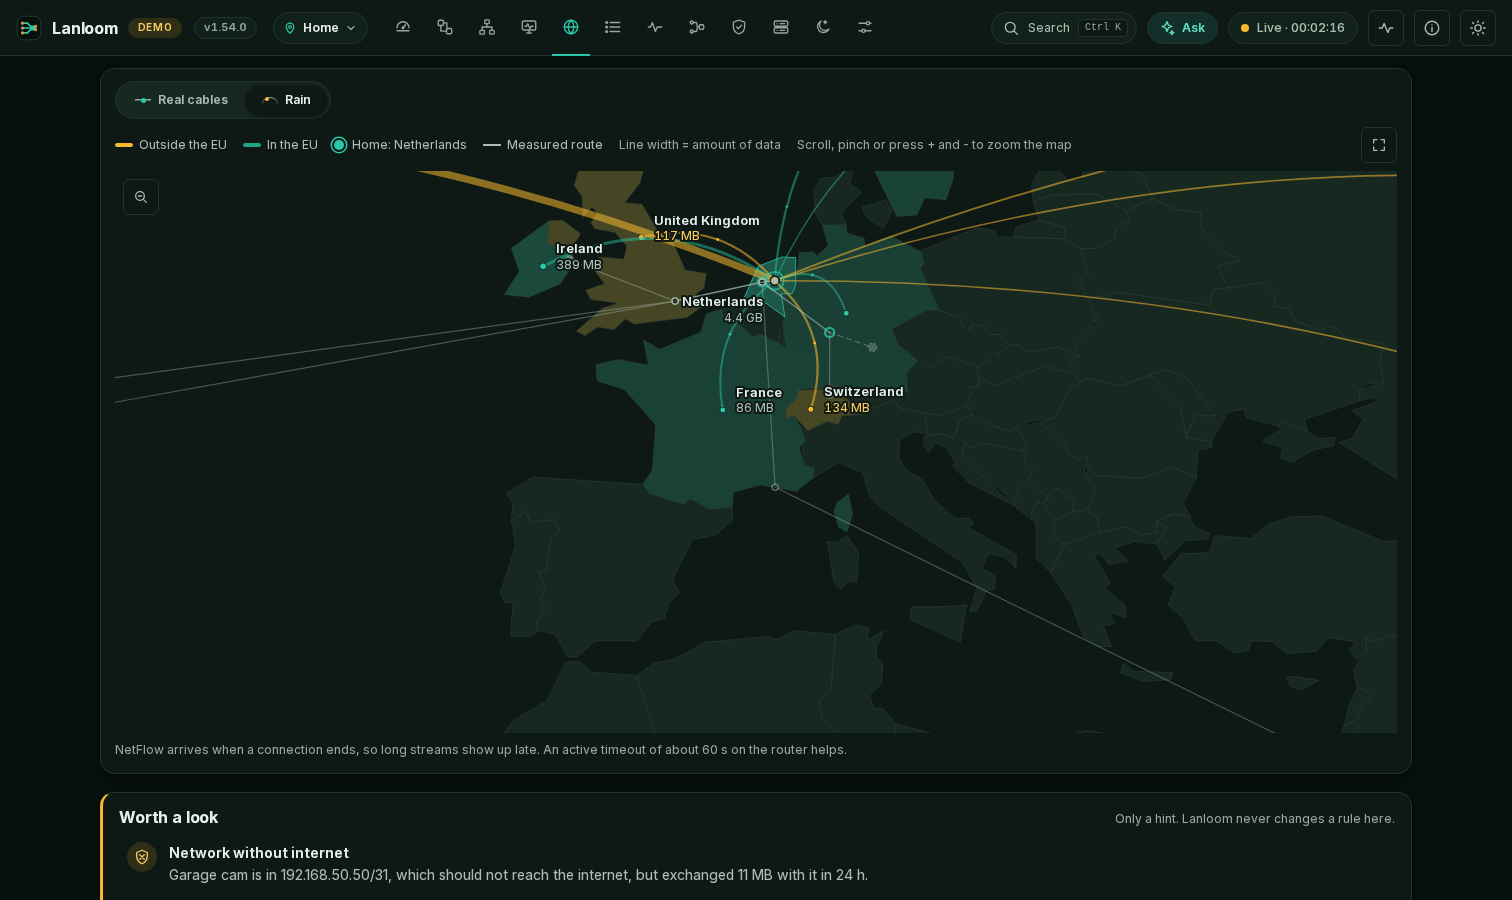 Lanloom DEMO v1.54.0 Home Search Ctrl K Ask Live · 00:02:16
Real cables Rain
Outside the EU In the EU Home: Netherlands Measured route Line width = amount of data Scroll, pinch or press + and - to zoom the map
United Kingdom
117 MB
Ireland
389 MB
Netherlands
4.4 GB
France
86 MB
Switzerland
134 MB
NetFlow arrives when a connection ends, so long streams show up late. An active timeout of about 60 s on the router helps.
Worth a look
Only a hint. Lanloom never changes a rule here.
Network without internet
Garage cam is in 192.168.50.50/31, which should not reach the internet, but exchanged 11 MB with it in 24 h.